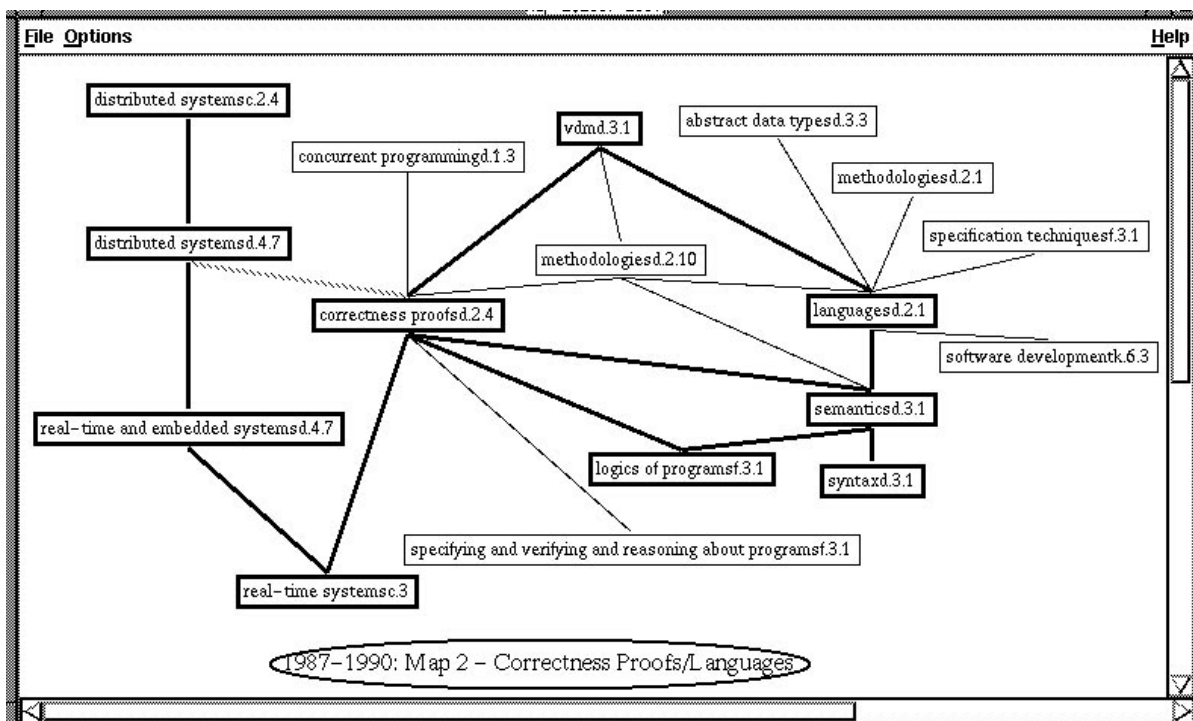 File Options Help
distributed systemsc.2.4
vdmd.3.1
abstract data typesd.3.3
concurrent programmingd.1.3
methodologiesd.2.1
distributed systemsd.4.7
specification techniquesf.3.1
methodologiesd.2.10
correctness proofsd.2.4
languagesd.2.1
software developmentk.6.3
semanticsd.3.1
real-time and embedded systemsd.4.7
logics of programsf.3.1
syntaxd.3.1
specifying and verifying and reasoning about programsf.3.1
real-time systemsc.3
1987-1990: Map 2 - Correctness Proofs/Languages